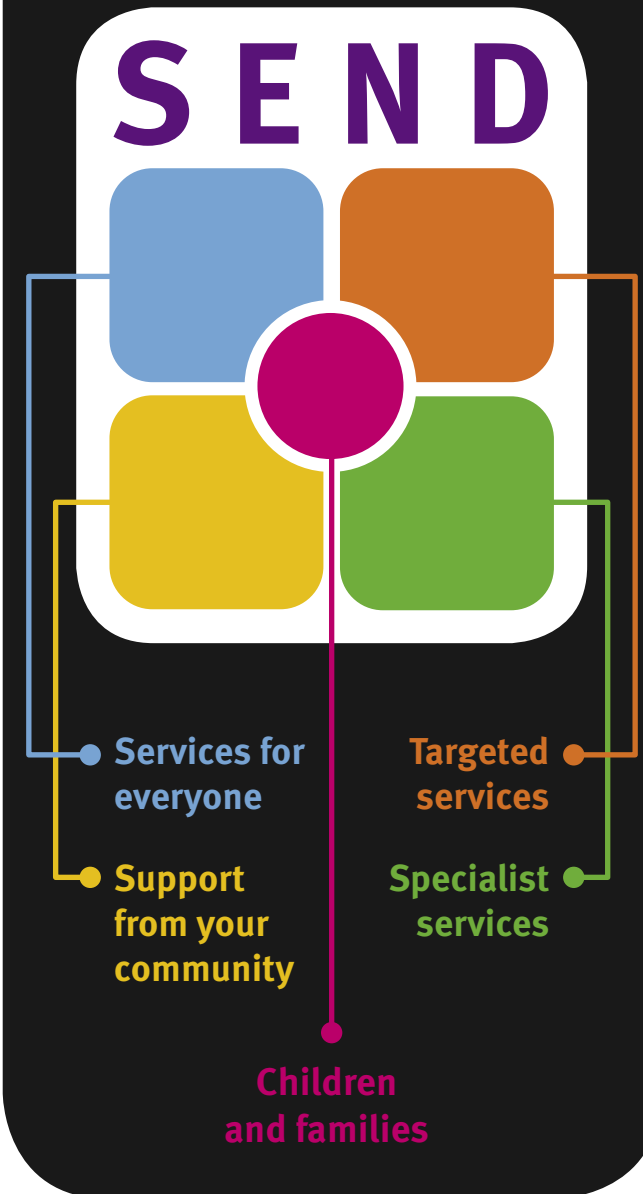 SEND
Services for
everyone
Targeted
services
Support
from your
community
Specialist
services
Children
and families